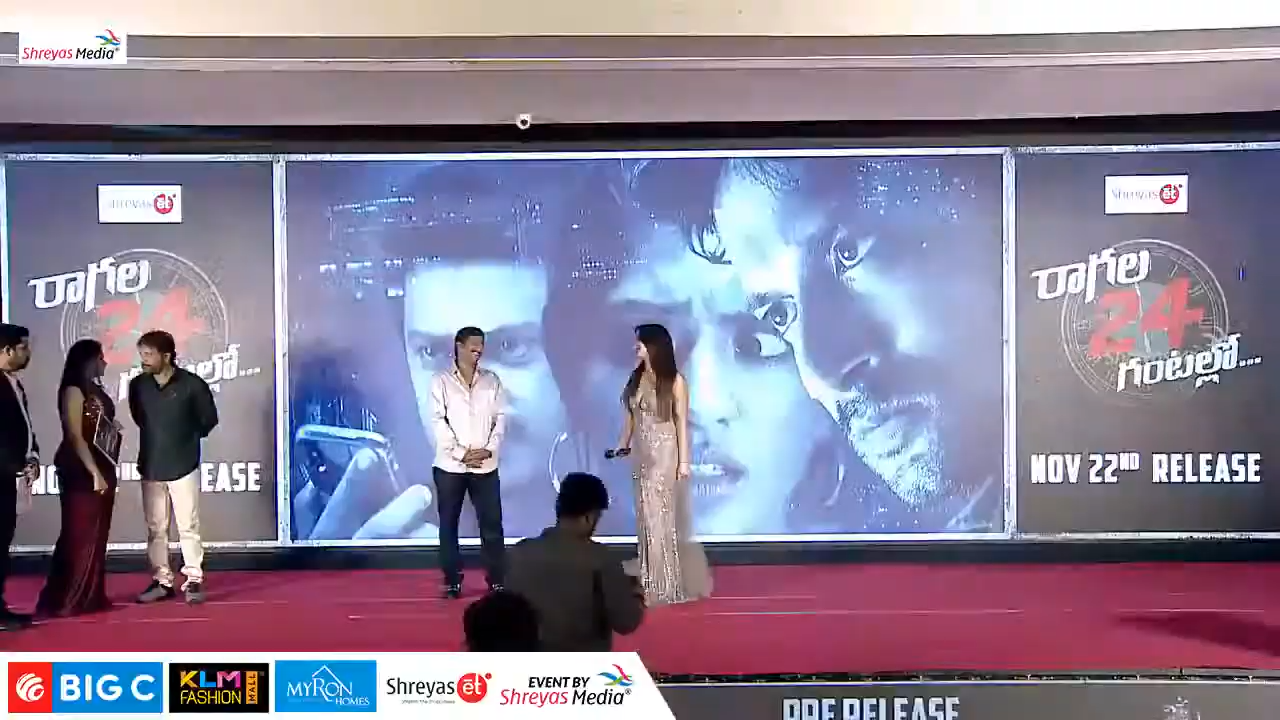 Shreyas Media
Shreyas et
రాగల
24
గంటల్లో...
ELEASE
Shreyas et
రాగల
24
గంటల్లో...
NOV 22ND RELEASE
BIG C
KLM
FASHION
MALL
MYRON
HOMES
Shreyas et
EVENT BY
Shreyas Media
PRE RELEASE